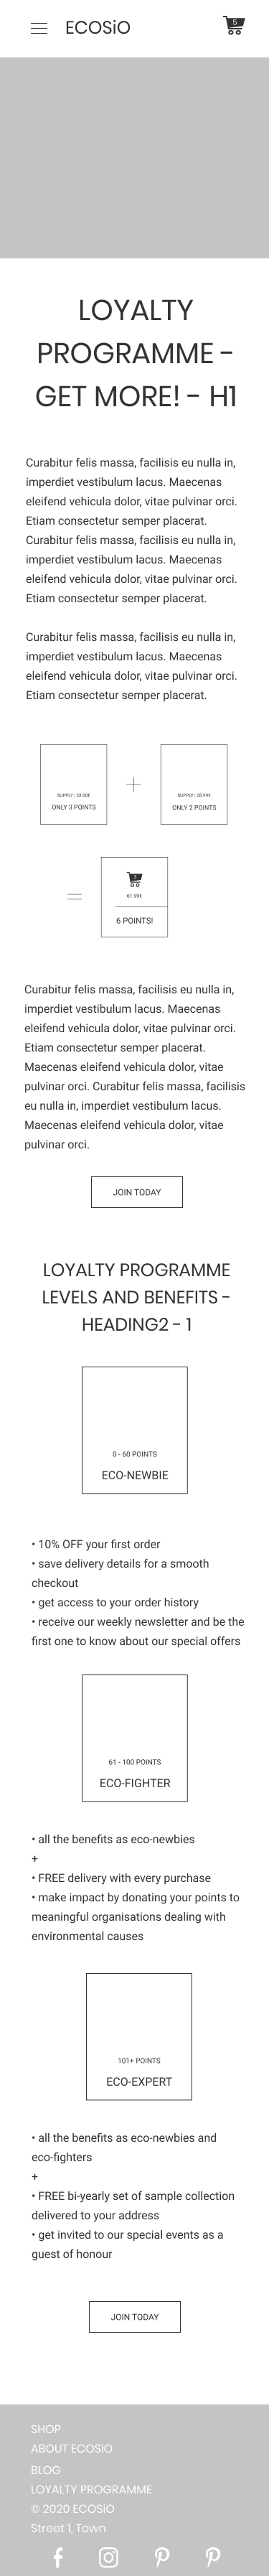 ECOSiO
5
LOYALTY
PROGRAMME -
GET MORE! - H1
Curabitur felis massa, facilisis eu nulla in,
imperdiet vestibulum lacus. Maecenas
eleifend vehicula dolor, vitae pulvinar orci.
Etiam consectetur semper placerat.
Curabitur felis massa, facilisis eu nulla in,
imperdiet vestibulum lacus. Maecenas
eleifend vehicula dolor, vitae pulvinar orci.
Etiam consectetur semper placerat.
Curabitur felis massa, facilisis eu nulla in,
imperdiet vestibulum lacus. Maecenas
eleifend vehicula dolor, vitae pulvinar orci.
Etiam consectetur semper placerat.
SUPPLY | 33.00€
ONLY 3 POINTS
+
SUPPLY | 28.99€
ONLY 2 POINTS
=
61.99€
6 POINTS!
Curabitur felis massa, facilisis eu nulla in,
imperdiet vestibulum lacus. Maecenas
eleifend vehicula dolor, vitae pulvinar orci.
Etiam consectetur semper placerat.
Maecenas eleifend vehicula dolor, vitae
pulvinar orci. Curabitur felis massa, facilisis
eu nulla in, imperdiet vestibulum lacus.
Maecenas eleifend vehicula dolor, vitae
pulvinar orci.
JOIN TODAY
LOYALTY PROGRAMME
LEVELS AND BENEFITS -
HEADING2 - 1
0 - 60 POINTS
ECO-NEWBIE
• 10% OFF your first order
• save delivery details for a smooth
checkout
• get access to your order history
• receive our weekly newsletter and be the
first one to know about our special offers
61 - 100 POINTS
ECO-FIGHTER
• all the benefits as eco-newbies
+
• FREE delivery with every purchase
• make impact by donating your points to
meaningful organisations dealing with
environmental causes
101+ POINTS
ECO-EXPERT
• all the benefits as eco-newbies and
eco-fighters
+
• FREE bi-yearly set of sample collection
delivered to your address
• get invited to our special events as a
guest of honour
JOIN TODAY
SHOP
ABOUT ECOSiO
BLOG
LOYALTY PROGRAMME
© 2020 ECOSiO
Street 1, Town